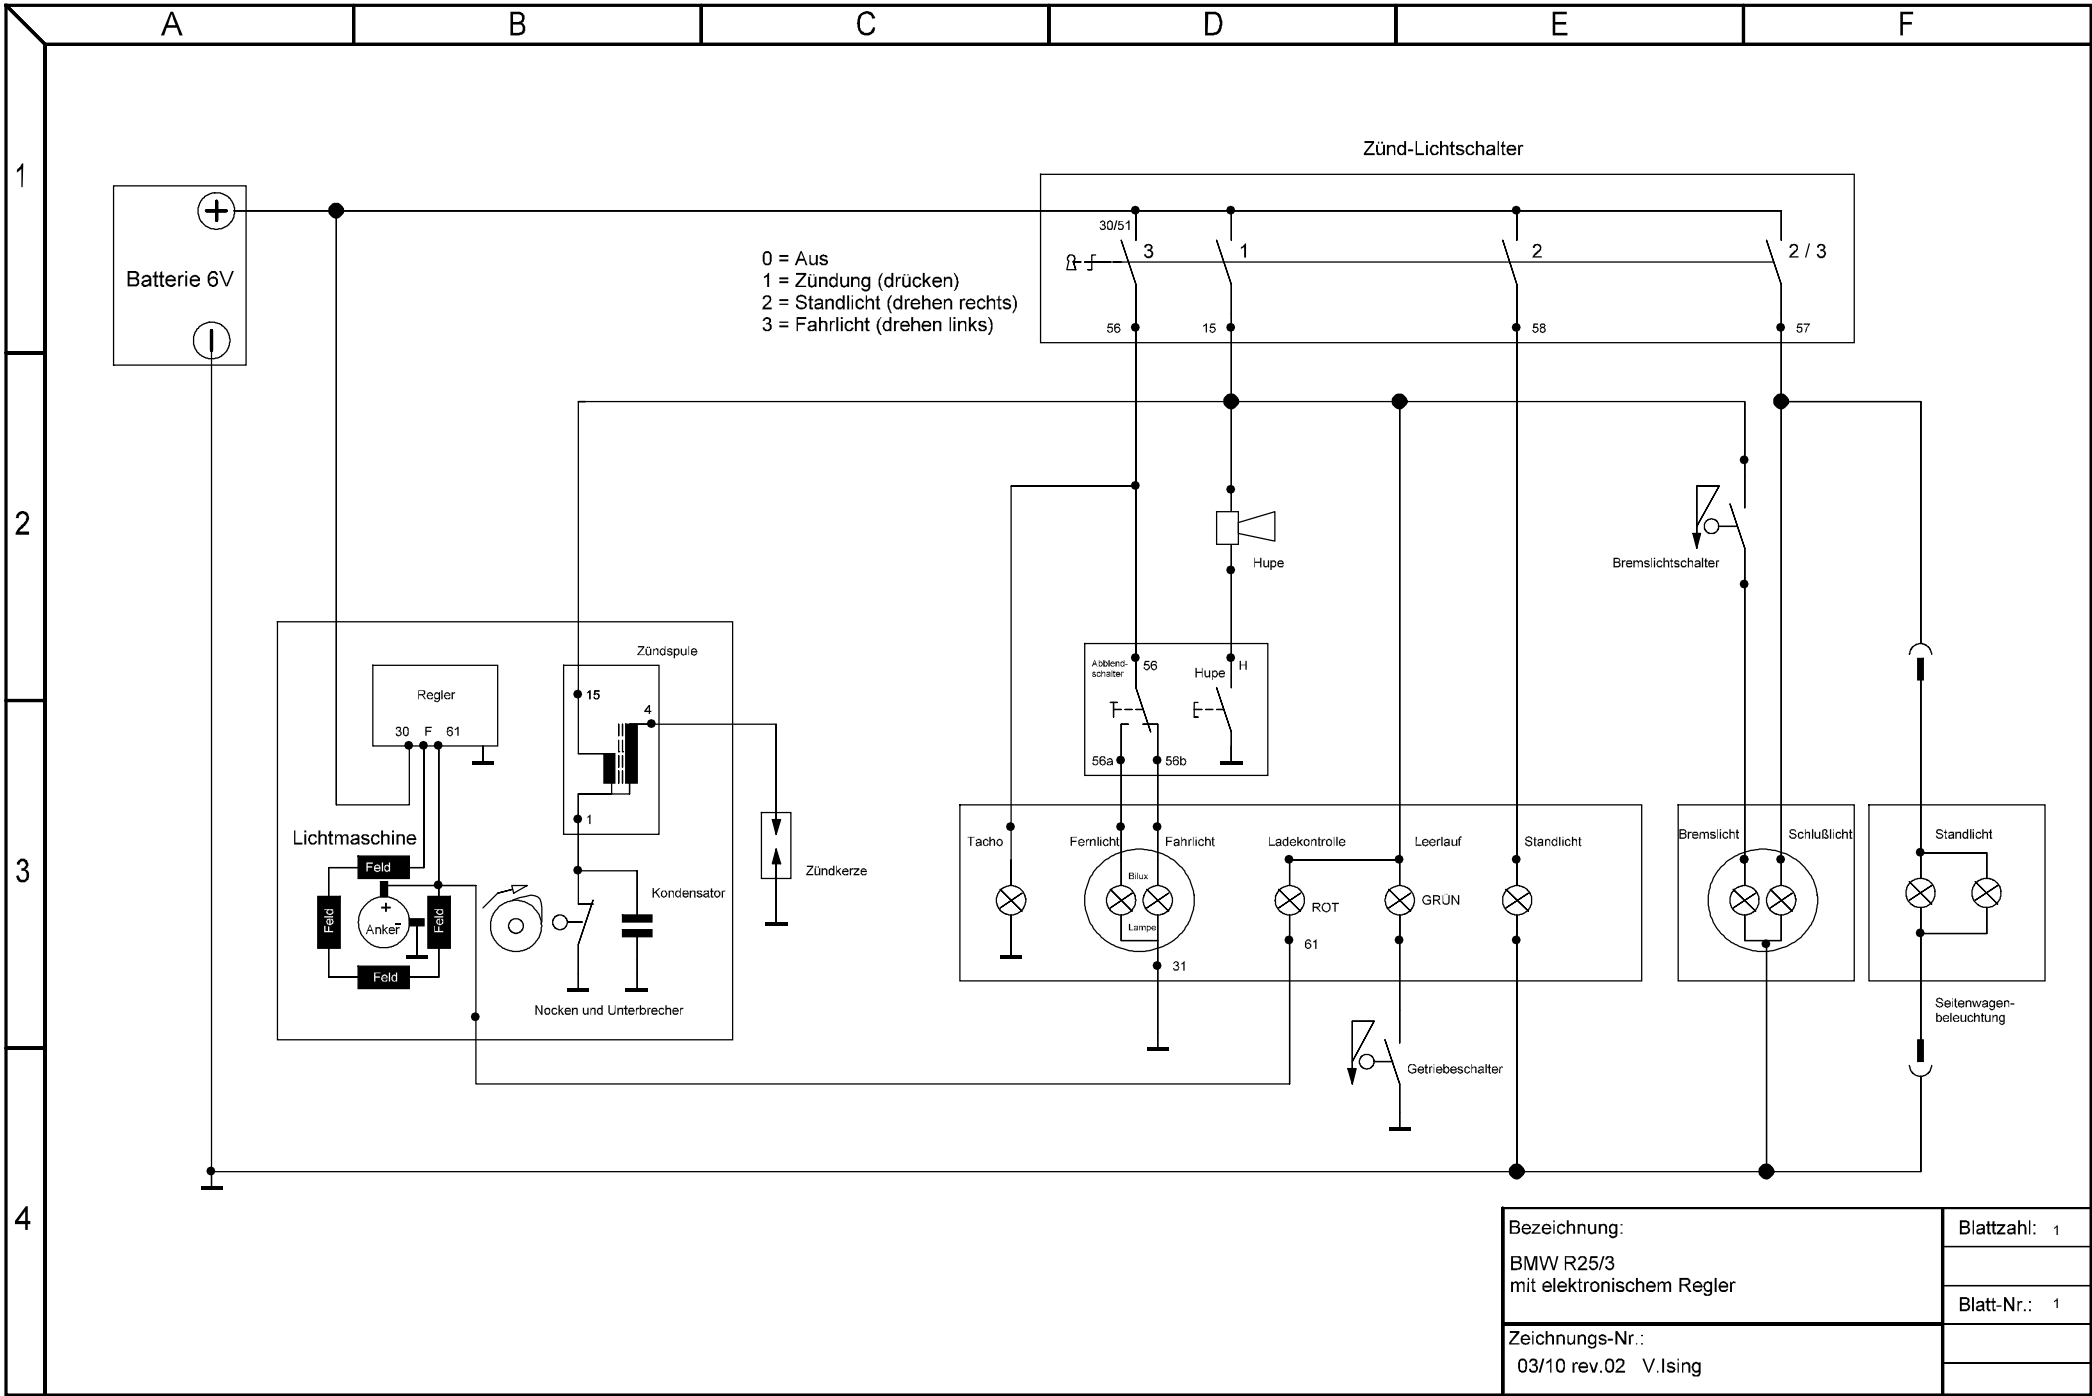 A B C D E F
1
2
3
4
Zünd-Lichtschalter
Batterie 6V
0 = Aus
1 = Zündung (drücken)
2 = Standlicht (drehen rechts)
3 = Fahrlicht (drehen links)
30/51
3 1 2 2 / 3
56 15 58 57
Hupe
Bremslichtschalter
Zündspule
Regler
30 F 61
15
4
1
Abblend-
schalter
56
Hupe
H
56a 56b
Lichtmaschine
Feld
Feld
Feld
Feld
+
Anker
-
Kondensator
Nocken und Unterbrecher
Zündkerze
Tacho
Fernlicht
Fahrlicht
Bilux
Lampe
31
Ladekontrolle
ROT
61
Leerlauf
GRÜN
Standlicht
Getriebeschalter
Bremslicht
Schlußlicht
Standlicht
Seitenwagen-
beleuchtung
Bezeichnung:
BMW R25/3
mit elektronischem Regler
Zeichnungs-Nr.:
03/10 rev.02 V.Ising
Blattzahl: 1
Blatt-Nr.: 1